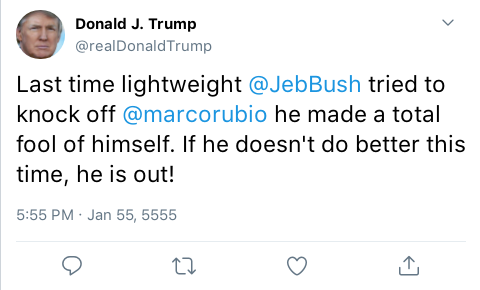 Donald J. Trump
@realDonaldTrump
Last time lightweight @JebBush tried to
knock off @marcorubio he made a total
fool of himself. If he doesn't do better this
time, he is out!
5:55 PM · Jan 55, 5555